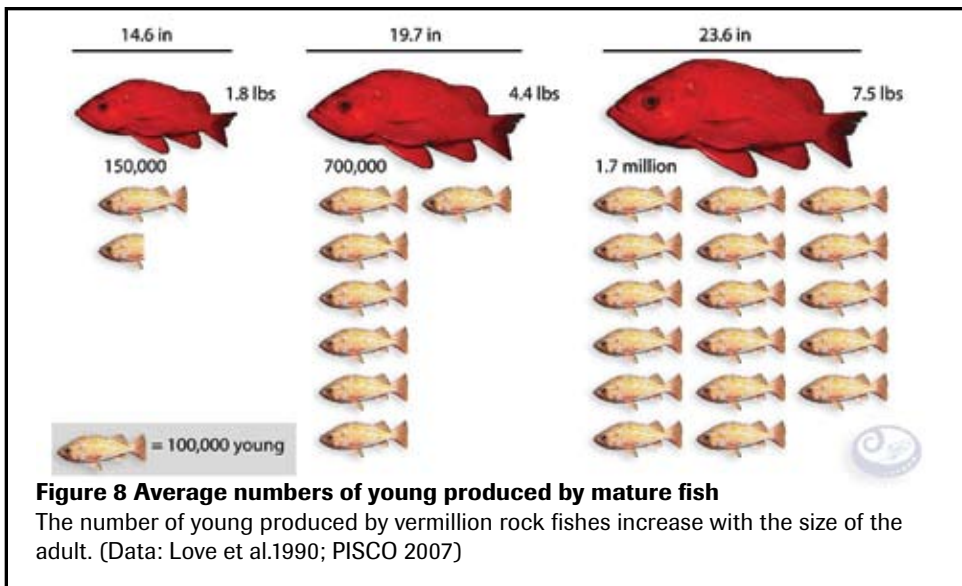 14.6 in
19.7 in
23.6 in
1.8 lbs
4.4 lbs
7.5 lbs
150,000
700,000
1.7 million
= 100,000 young
Figure 8 Average numbers of young produced by mature fish
The number of young produced by vermillion rock fishes increase with the size of the
adult. (Data: Love et al.1990; PISCO 2007)